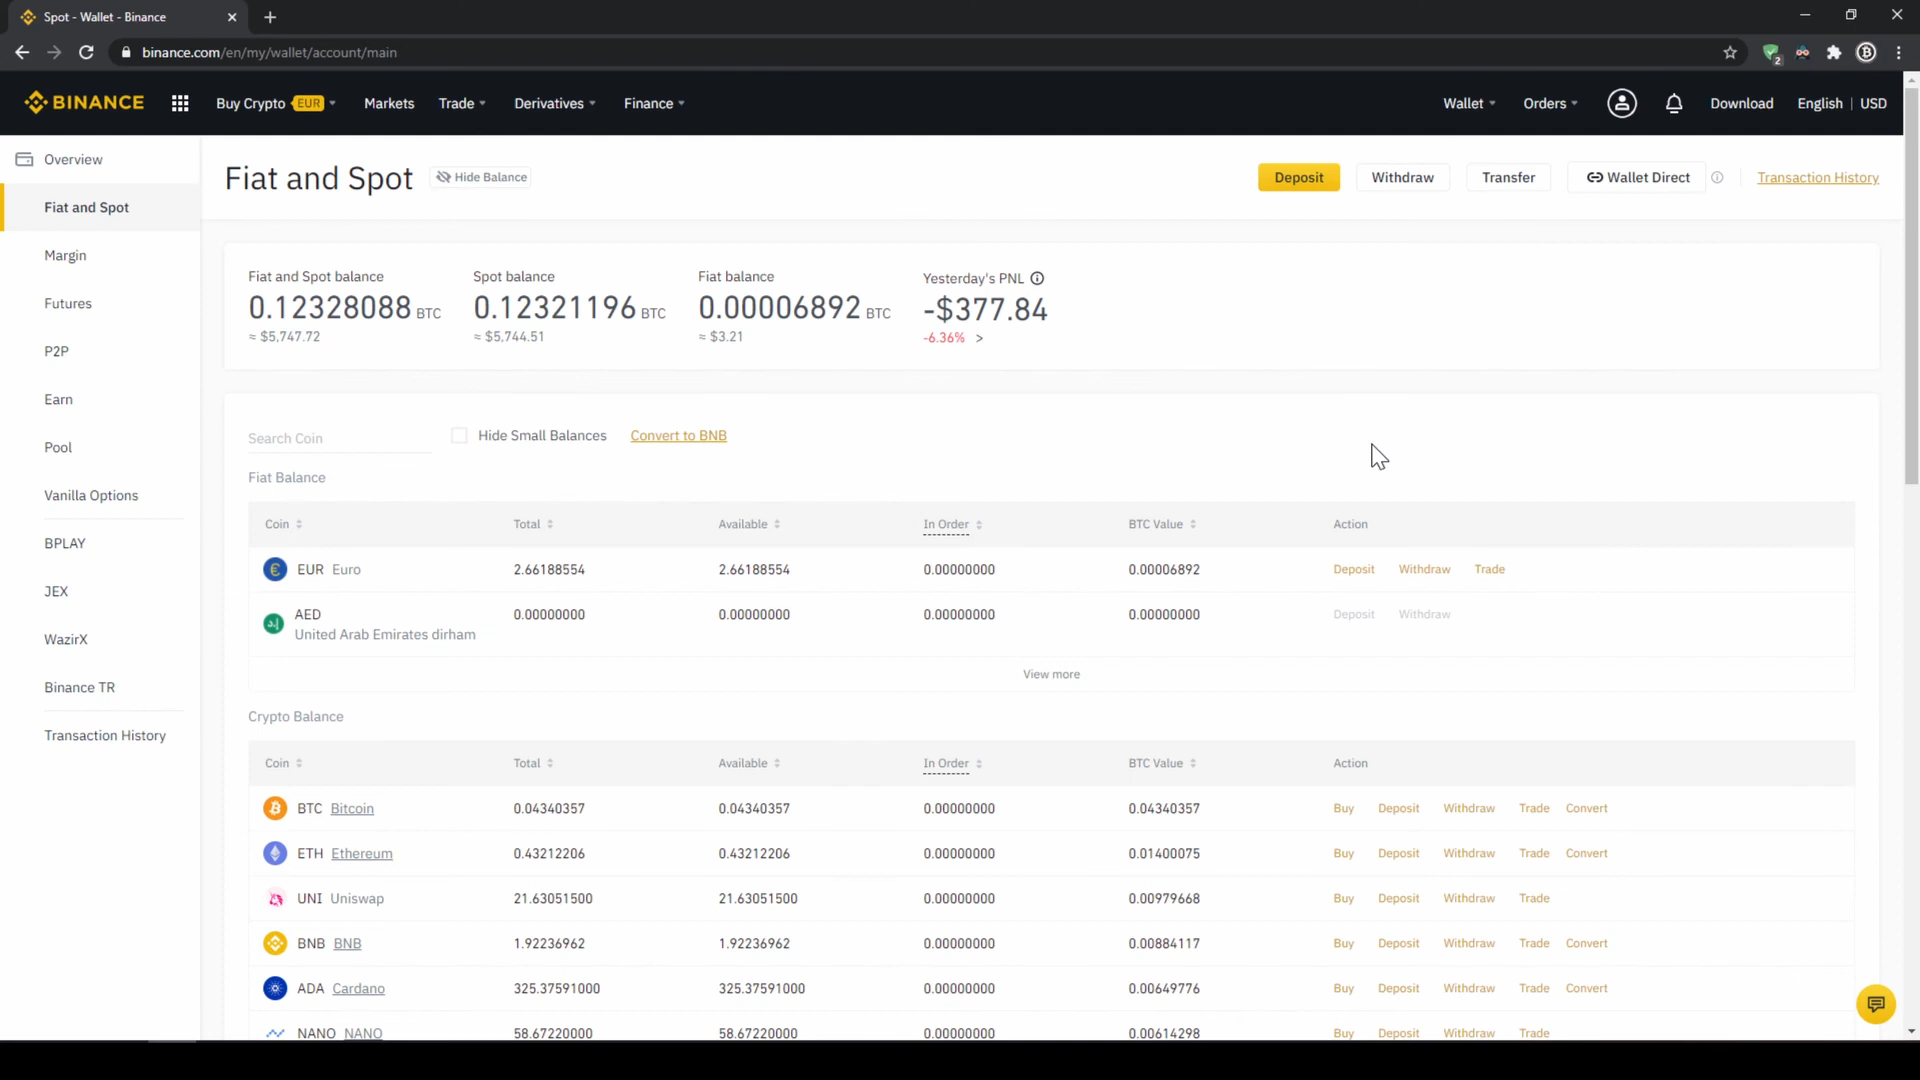 Spot - Wallet - Binance
binance.com/en/my/wallet/account/main
2
BINANCE Buy Crypto EUR Markets Trade Derivatives Finance Wallet Orders Download English | USD
Overview
Fiat and Spot
Margin
Futures
P2P
Earn
Pool
Vanilla Options
BPLAY
JEX
WazirX
Binance TR
Transaction History
Fiat and Spot Hide Balance Deposit Withdraw Transfer Wallet Direct Transaction History
Fiat and Spot balance Spot balance Fiat balance Yesterday's PNL
0.12328088 BTC 0.12321196 BTC 0.00006892 BTC -$377.84
≈ $5,747.72 ≈ $5,744.51 ≈ $3.21 -6.36% >
Search Coin Hide Small Balances Convert to BNB
Fiat Balance
Coin Total Available In Order BTC Value Action
€ EUR Euro 2.66188554 2.66188554 0.00000000 0.00006892 Deposit Withdraw Trade
AED 0.00000000 0.00000000 0.00000000 0.00000000 Deposit Withdraw
United Arab Emirates dirham
View more
Crypto Balance
Coin Total Available In Order BTC Value Action
BTC Bitcoin 0.04340357 0.04340357 0.00000000 0.04340357 Buy Deposit Withdraw Trade Convert
ETH Ethereum 0.43212206 0.43212206 0.00000000 0.01400075 Buy Deposit Withdraw Trade Convert
UNI Uniswap 21.63051500 21.63051500 0.00000000 0.00979668 Buy Deposit Withdraw Trade
BNB BNB 1.92236962 1.92236962 0.00000000 0.00884117 Buy Deposit Withdraw Trade Convert
ADA Cardano 325.37591000 325.37591000 0.00000000 0.00649776 Buy Deposit Withdraw Trade Convert
NANO NANO 58.67220000 58.67220000 0.00000000 0.00614298 Buy Deposit Withdraw Trade